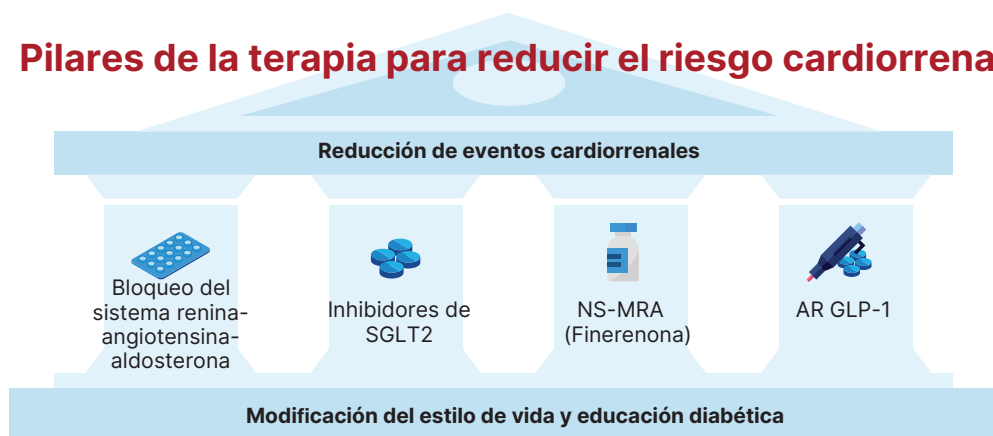 Pilares de la terapia para reducir el riesgo cardiorrena
Reducción de eventos cardiorrenales
Bloqueo del
sistema renina-
angiotensina-
aldosterona
Inhibidores de
SGLT2
NS-MRA
(Finerenona)
AR GLP-1
Modificación del estilo de vida y educación diabética